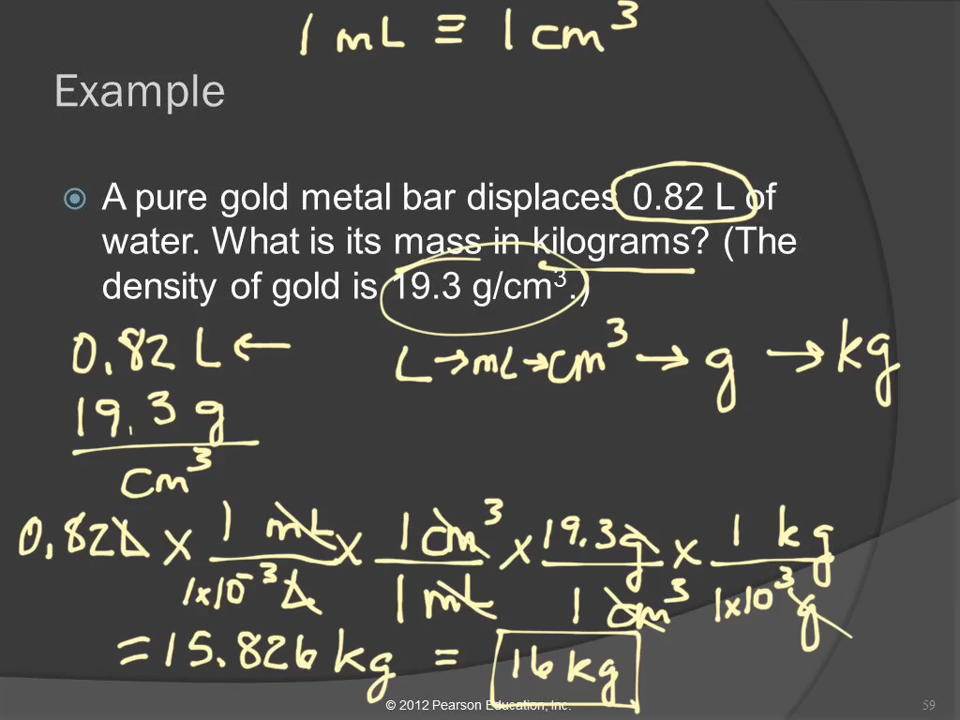 1 mL ≡ 1 cm³
Example
A pure gold metal bar displaces 0.82 L of
water. What is its mass in kilograms? (The
density of gold is 19.3 g/cm³.)
0.82 L ←
L → mL → cm³ → g → kg
19.3 g
cm³
0.82L × 1 mL / 1×10⁻³ L × 1 cm³ / 1 mL × 19.3g / 1 cm³ × 1 kg / 1×10³ g
= 15.826 kg = 16 kg
© 2012 Pearson Education, Inc.
59